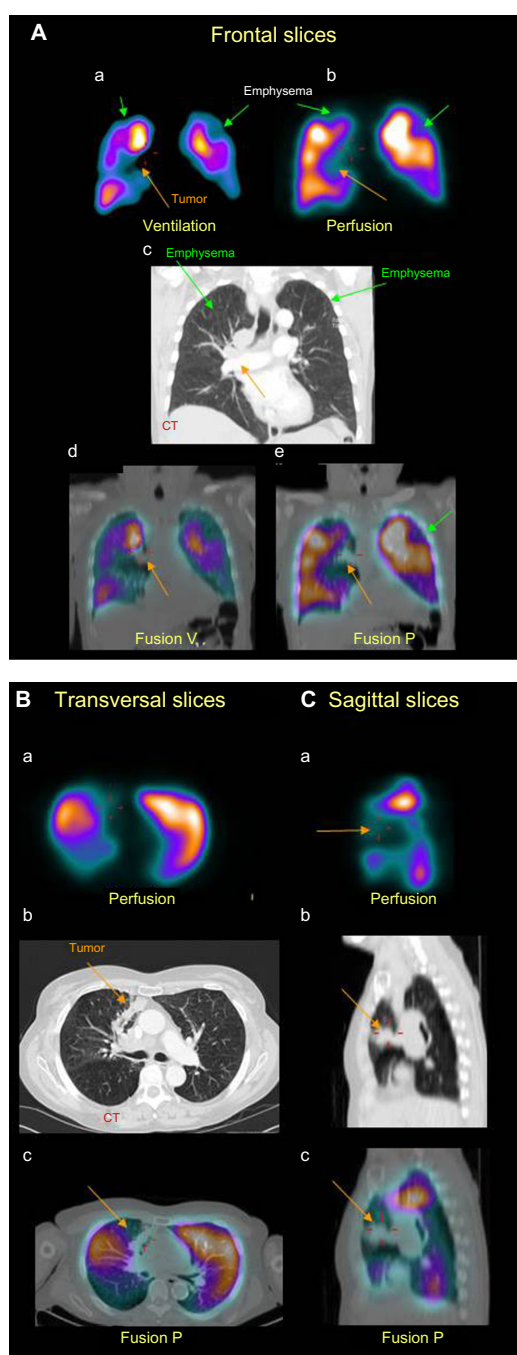 A
Frontal slices
a
b
Emphysema
Tumor
Ventilation
Perfusion
c
Emphysema
Emphysema
CT
d
e
Fusion V
Fusion P
B Transversal slices
C Sagittal slices
a
a
Perfusion
Perfusion
b
b
Tumor
CT
c
c
Fusion P
Fusion P